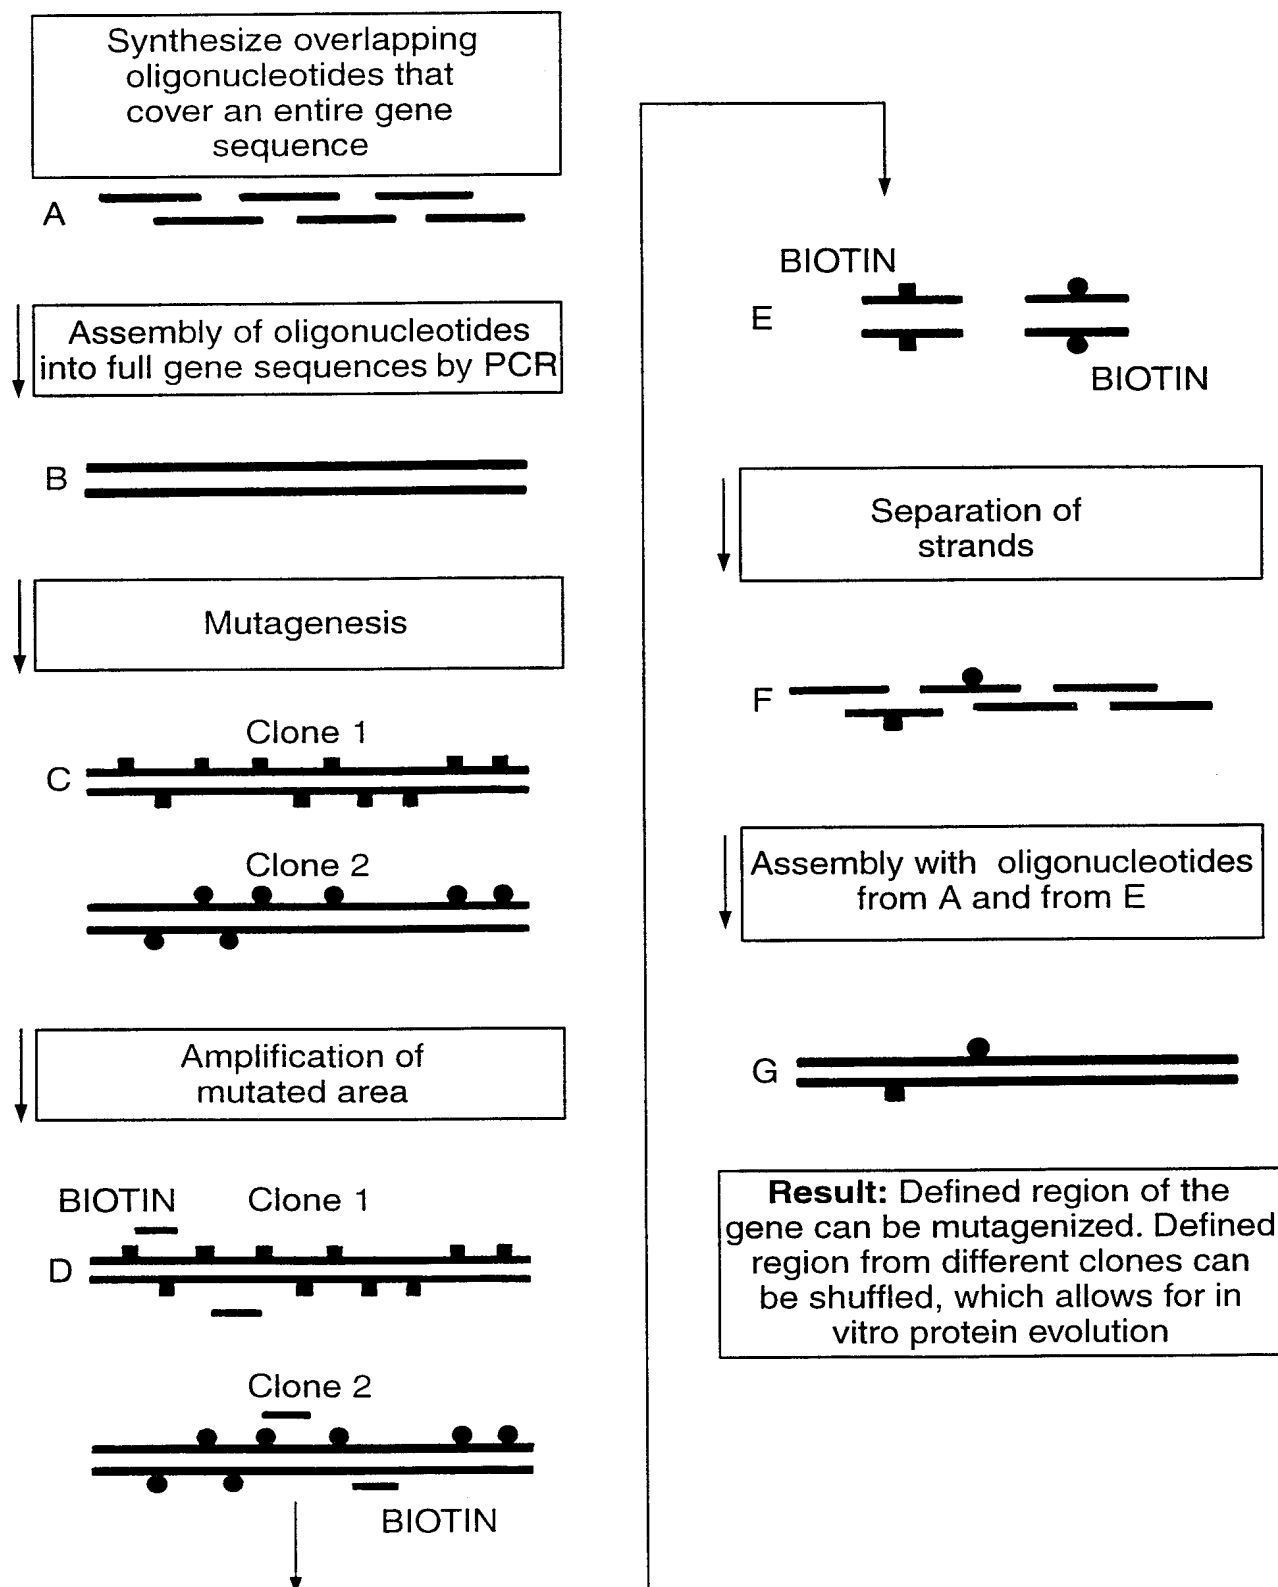 Synthesize overlapping
oligonucleotides that
cover an entire gene
sequence
A
Assembly of oligonucleotides
into full gene sequences by PCR
B
Mutagenesis
Clone 1
C
Clone 2
Amplification of
mutated area
BIOTIN Clone 1
D
Clone 2
BIOTIN
BIOTIN
E
BIOTIN
Separation of
strands
F
Assembly with oligonucleotides
from A and from E
G
Result: Defined region of the
gene can be mutagenized. Defined
region from different clones can
be shuffled, which allows for in
vitro protein evolution